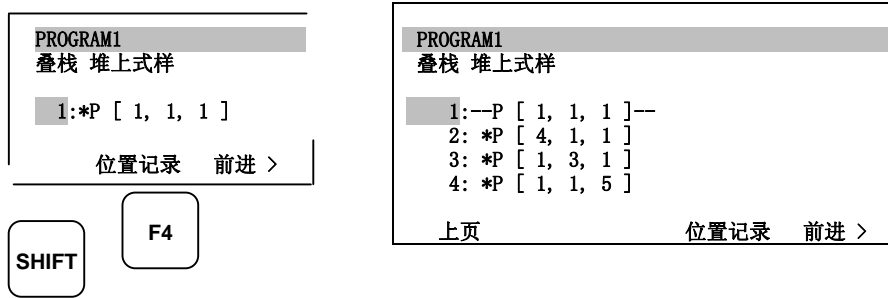 PROGRAM1
叠栈 堆上式样
1:*P [ 1, 1, 1 ]
位置记录 前进 >
F4
SHIFT
PROGRAM1
叠栈 堆上式样
1:--P [ 1, 1, 1 ]--
2: *P [ 4, 1, 1 ]
3: *P [ 1, 3, 1 ]
4: *P [ 1, 1, 5 ]
上页 位置记录 前进 >